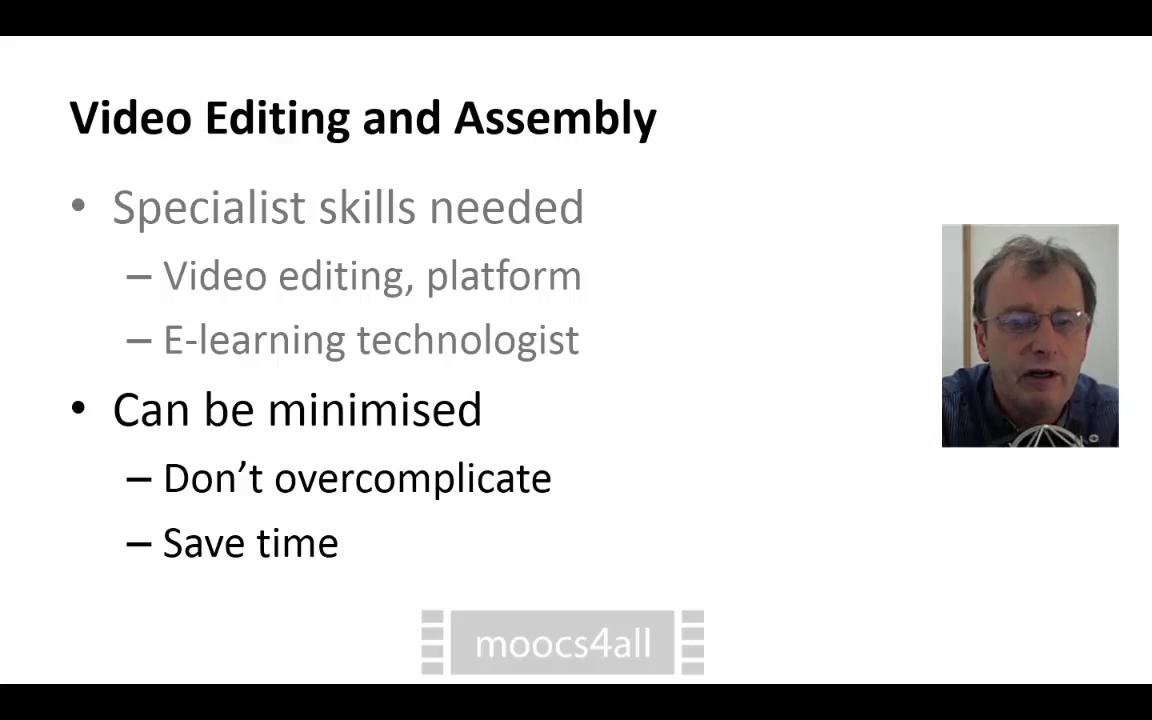 Video Editing and Assembly
• Specialist skills needed
– Video editing, platform
– E-learning technologist
• Can be minimised
– Don’t overcomplicate
– Save time
moocs4all